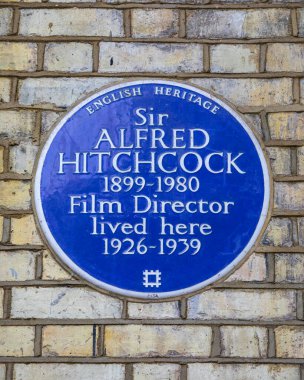 ENGLISH HERITAGE
Sir
ALFRED
HITCHCOCK
1899-1980
Film Director
lived here
1926-1939